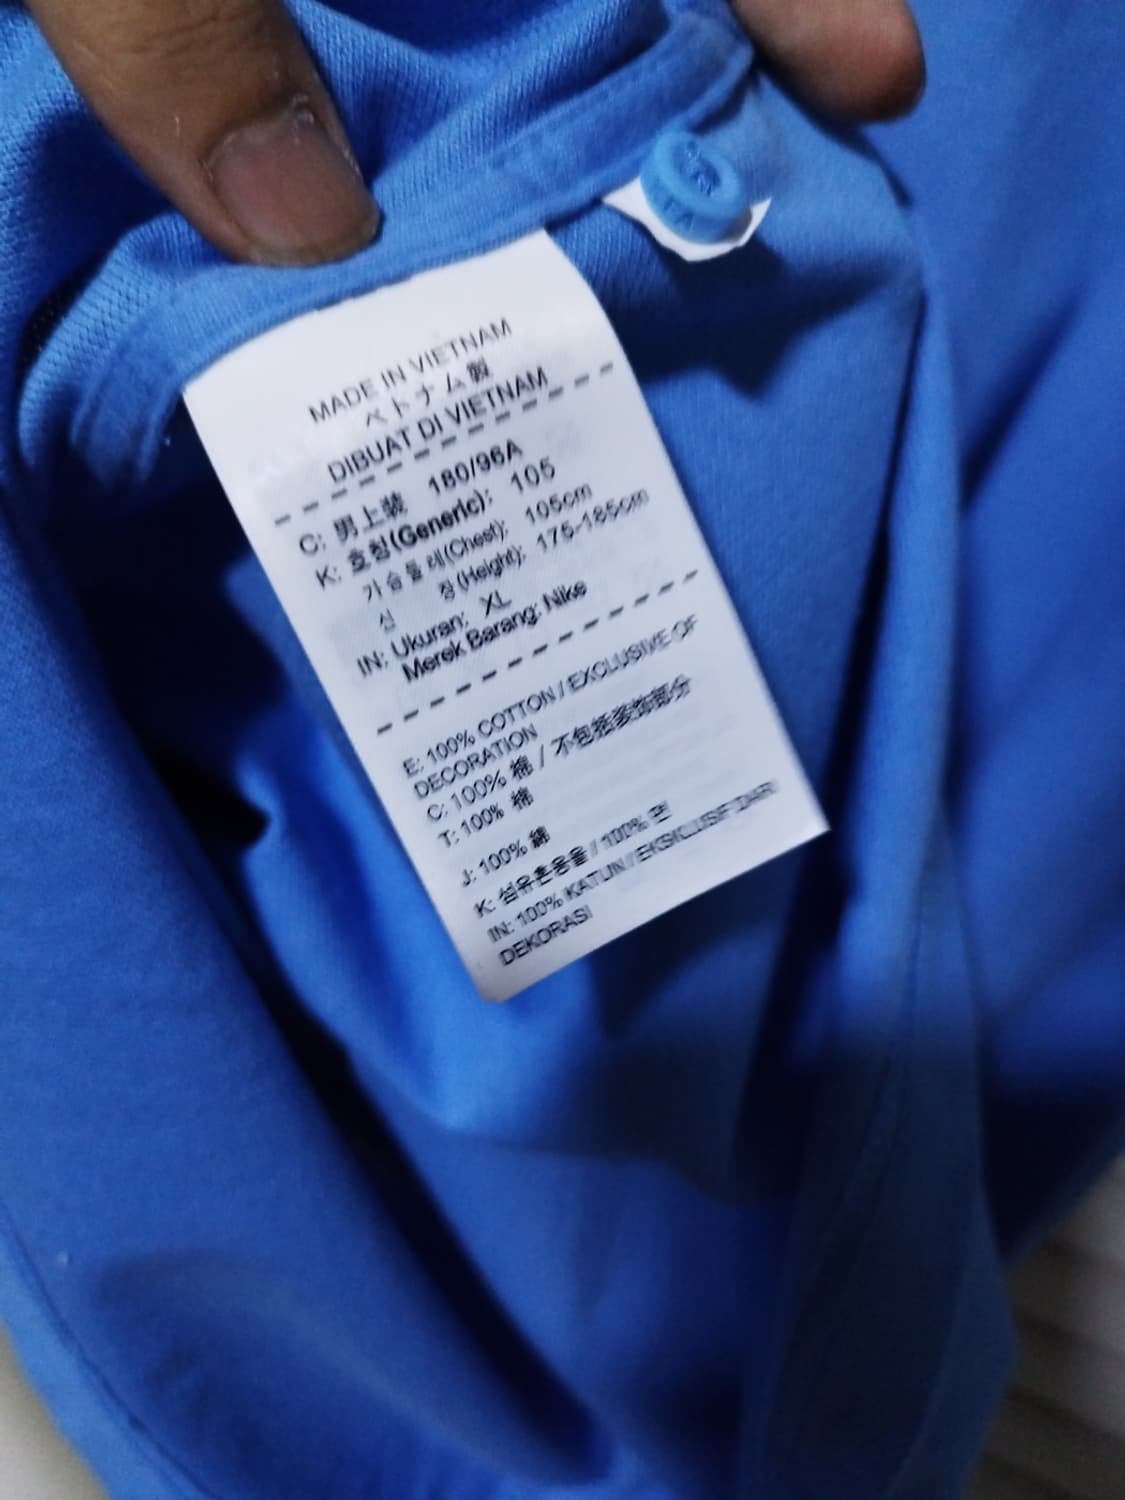 MADE IN VIETNAM
ベトナム製
DIBUAT DI VIETNAM
C: 男上装 180/96A
K: 호칭(Generic): 105
가슴둘레(Chest): 105cm
신 장(Height): 175-185cm
IN: Ukuran: XL
Merek Barang: Nike
E: 100% COTTON / EXCLUSIVE OF
DECORATION
C: 100% 棉 / 不包括装饰部分
T: 100% 棉
J: 100% 綿
K: 섬유혼용율 / 100% 면
IN: 100% KATUN / EKSKLUSIF DARI
DEKORASI